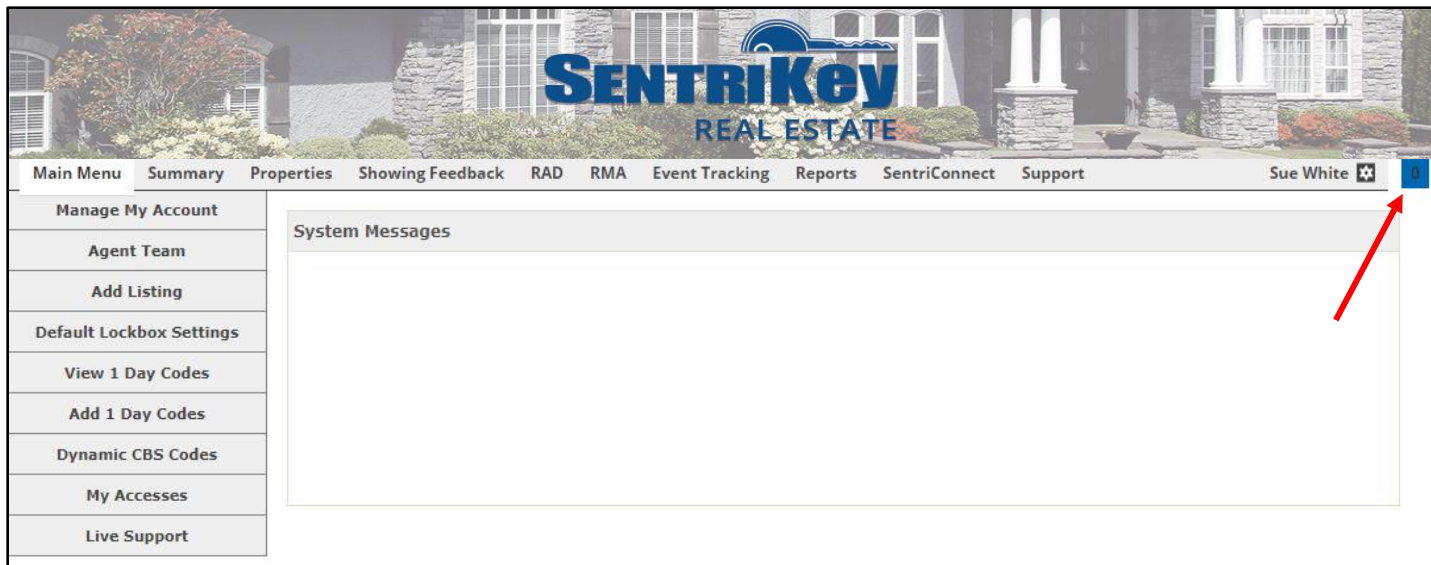 SENTRIKEY
REAL ESTATE
Main Menu Summary Properties Showing Feedback RAD RMA Event Tracking Reports SentriConnect Support Sue White 0
Manage My Account
System Messages
Agent Team
Add Listing
Default Lockbox Settings
View 1 Day Codes
Add 1 Day Codes
Dynamic CBS Codes
My Accesses
Live Support